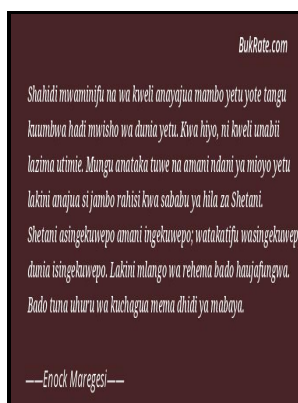 BukRate.com
Shahidi mwaminifu na wa kweli anayajua mambo yetu yote tangu
kuumbwa hadi mwisho wa dunia yetu. Kwa hiyo, ni kweli unabii
lazima utimie. Mungu anataka tuwe na amani ndani ya mioyo yetu
lakini anajua si jambo rahisi kwa sababu ya hila za Shetani.
Shetani asingekuwepo amani ingekuwepo; watakatifu wasingekuwep
dunia isingekuwepo. Lakini mlango wa rehema bado haujafungwa.
Bado tuna uhuru wa kuchagua mema dhidi ya mabaya.
——Enock Maregesi——